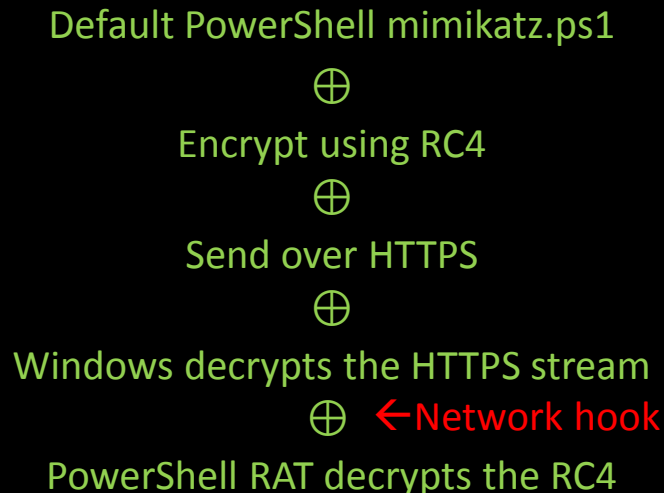 Default PowerShell mimikatz.ps1
⊕
Encrypt using RC4
⊕
Send over HTTPS
⊕
Windows decrypts the HTTPS stream
⊕ ←Network hook
PowerShell RAT decrypts the RC4